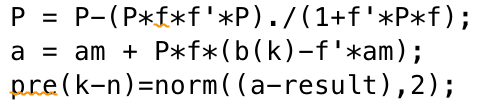 P = P-(P*f*f'*P)./(1+f'*P*f);
a = am + P*f*(b(k)-f'*am);
pre(k-n)=norm((a-result),2);